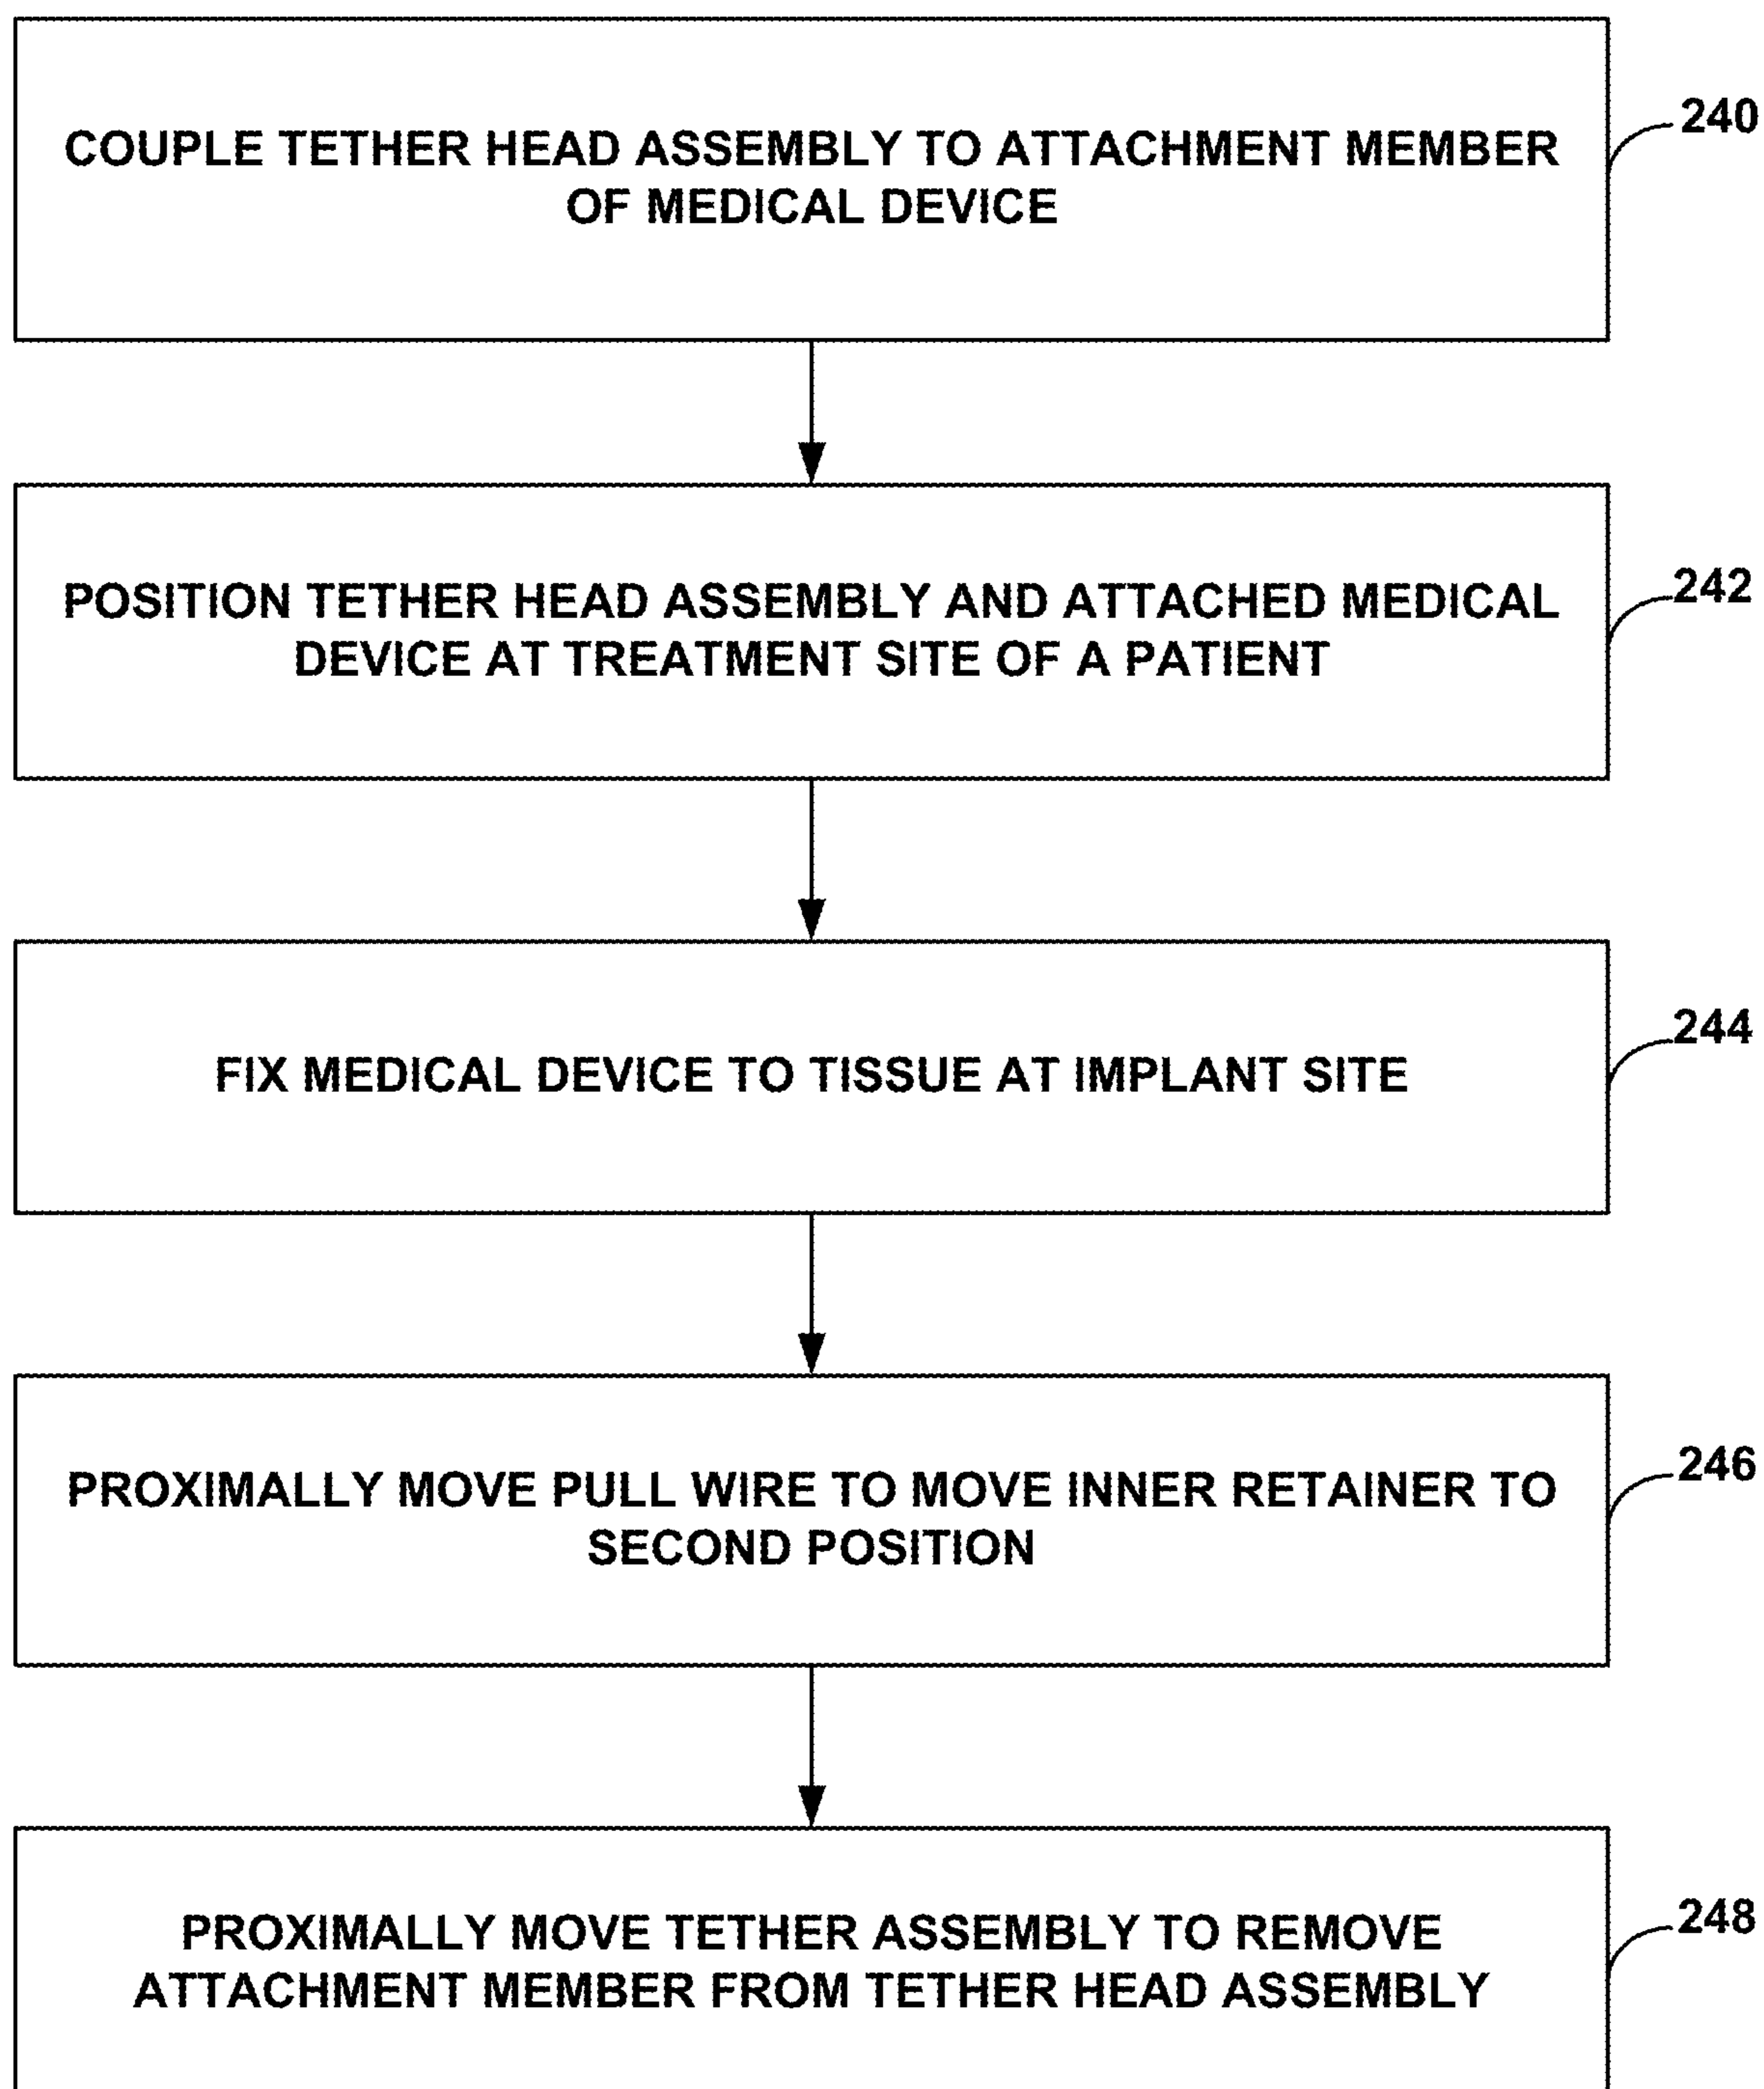 COUPLE TETHER HEAD ASSEMBLY TO ATTACHMENT MEMBER
OF MEDICAL DEVICE
240
POSITION TETHER HEAD ASSEMBLY AND ATTACHED MEDICAL
DEVICE AT TREATMENT SITE OF A PATIENT
242
FIX MEDICAL DEVICE TO TISSUE AT IMPLANT SITE
244
PROXIMALLY MOVE PULL WIRE TO MOVE INNER RETAINER TO
SECOND POSITION
246
PROXIMALLY MOVE TETHER ASSEMBLY TO REMOVE
ATTACHMENT MEMBER FROM TETHER HEAD ASSEMBLY
248